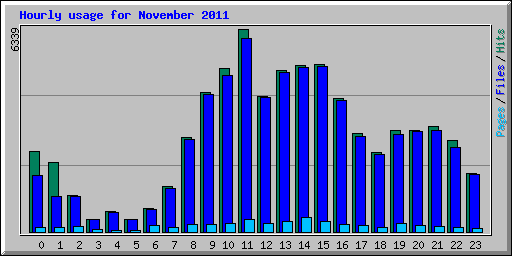 Hourly usage for November 2011
6339
Pages / Files / Hits
0 1 2 3 4 5 6 7 8 9 10 11 12 13 14 15 16 17 18 19 20 21 22 23